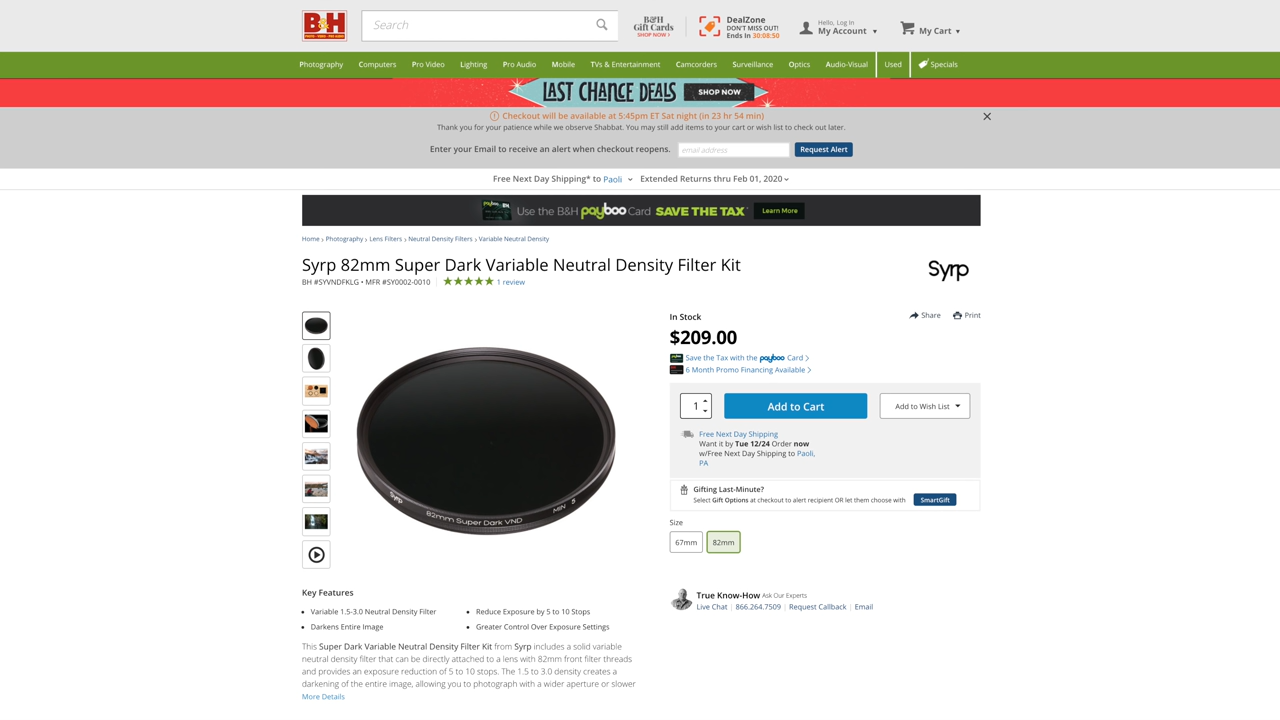 B&H
PHOTO - VIDEO - PRO AUDIO
Search
B&H
Gift Cards
SHOP NOW ›
DealZone
DON'T MISS OUT!
Ends In 30:08:50
Hello, Log In
My Account
My Cart
Photography Computers Pro Video Lighting Pro Audio Mobile TVs & Entertainment Camcorders Surveillance Optics Audio-Visual Used Specials
LAST CHANCE DEALS SHOP NOW
Checkout will be available at 5:45pm ET Sat night (in 23 hr 54 min)
Thank you for your patience while we observe Shabbat. You may still add items to your cart or wish list to check out later.
Enter your Email to receive an alert when checkout reopens. email address Request Alert
Free Next Day Shipping* to Paoli Extended Returns thru Feb 01, 2020
Use the B&H payboo Card SAVE THE TAX* Learn More
Home › Photography › Lens Filters › Neutral Density Filters › Variable Neutral Density
Syrp 82mm Super Dark Variable Neutral Density Filter Kit
Syrp
BH #SYVNDFKLG • MFR #SY0002-0010 1 review
In Stock
Share Print
$209.00
Save the Tax with the payboo Card
6 Month Promo Financing Available
1 Add to Cart Add to Wish List
Free Next Day Shipping
Want it by Tue 12/24 Order now
w/Free Next Day Shipping to Paoli,
PA
Gifting Last-Minute?
Select Gift Options at checkout to alert recipient OR let them choose with SmartGift
Syrp
82mm Super Dark VND
MIN 5
Size
67mm 82mm
Key Features
Variable 1.5-3.0 Neutral Density Filter
Darkens Entire Image
Reduce Exposure by 5 to 10 Stops
Greater Control Over Exposure Settings
True Know-How Ask Our Experts
Live Chat | 866.264.7509 | Request Callback | Email
This Super Dark Variable Neutral Density Filter Kit from Syrp includes a solid variable
neutral density filter that can be directly attached to a lens with 82mm front filter threads
and provides an exposure reduction of 5 to 10 stops. The 1.5 to 3.0 density creates a
darkening of the entire image, allowing you to photograph with a wider aperture or slower
More Details